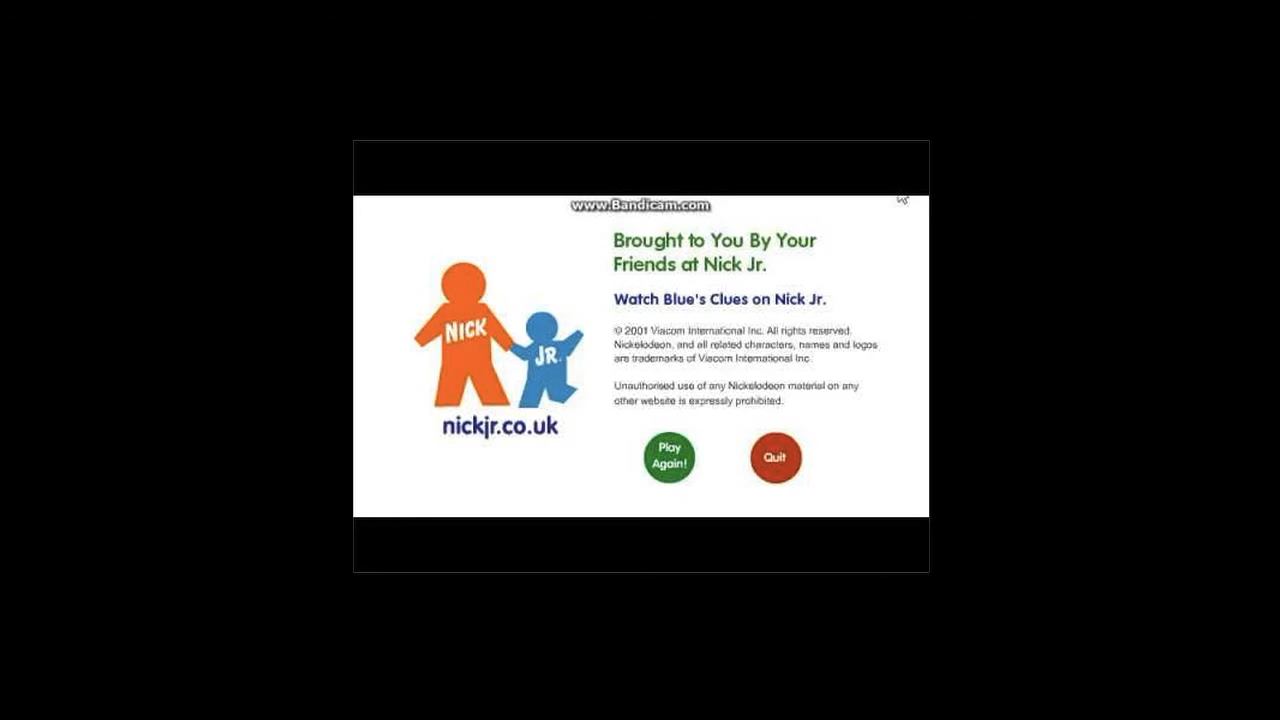 www.Bandicam.com
Brought to You By Your
Friends at Nick Jr.
Watch Blue's Clues on Nick Jr.
NICK
JR.
© 2001 Viacom International Inc. All rights reserved.
Nickelodeon, and all related characters, names and logos
are trademarks of Viacom International Inc.
Unauthorised use of any Nickelodeon material on any
other website is expressly prohibited.
nickjr.co.uk
Play
Again!
Quit